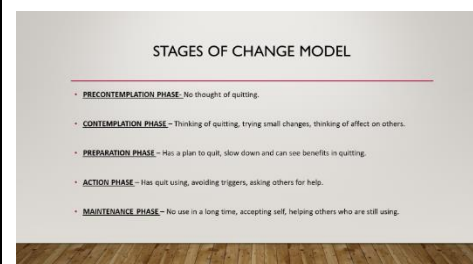 STAGES OF CHANGE MODEL
• PRECONTEMPLATION PHASE- No thought of quitting.
• CONTEMPLATION PHASE – Thinking of quitting, trying small changes, thinking of affect on others.
• PREPARATION PHASE – Has a plan to quit, slow down and can see benefits in quitting.
• ACTION PHASE – Has quit using, avoiding triggers, asking others for help.
• MAINTENANCE PHASE – No use in a long time, accepting self, helping others who are still using.